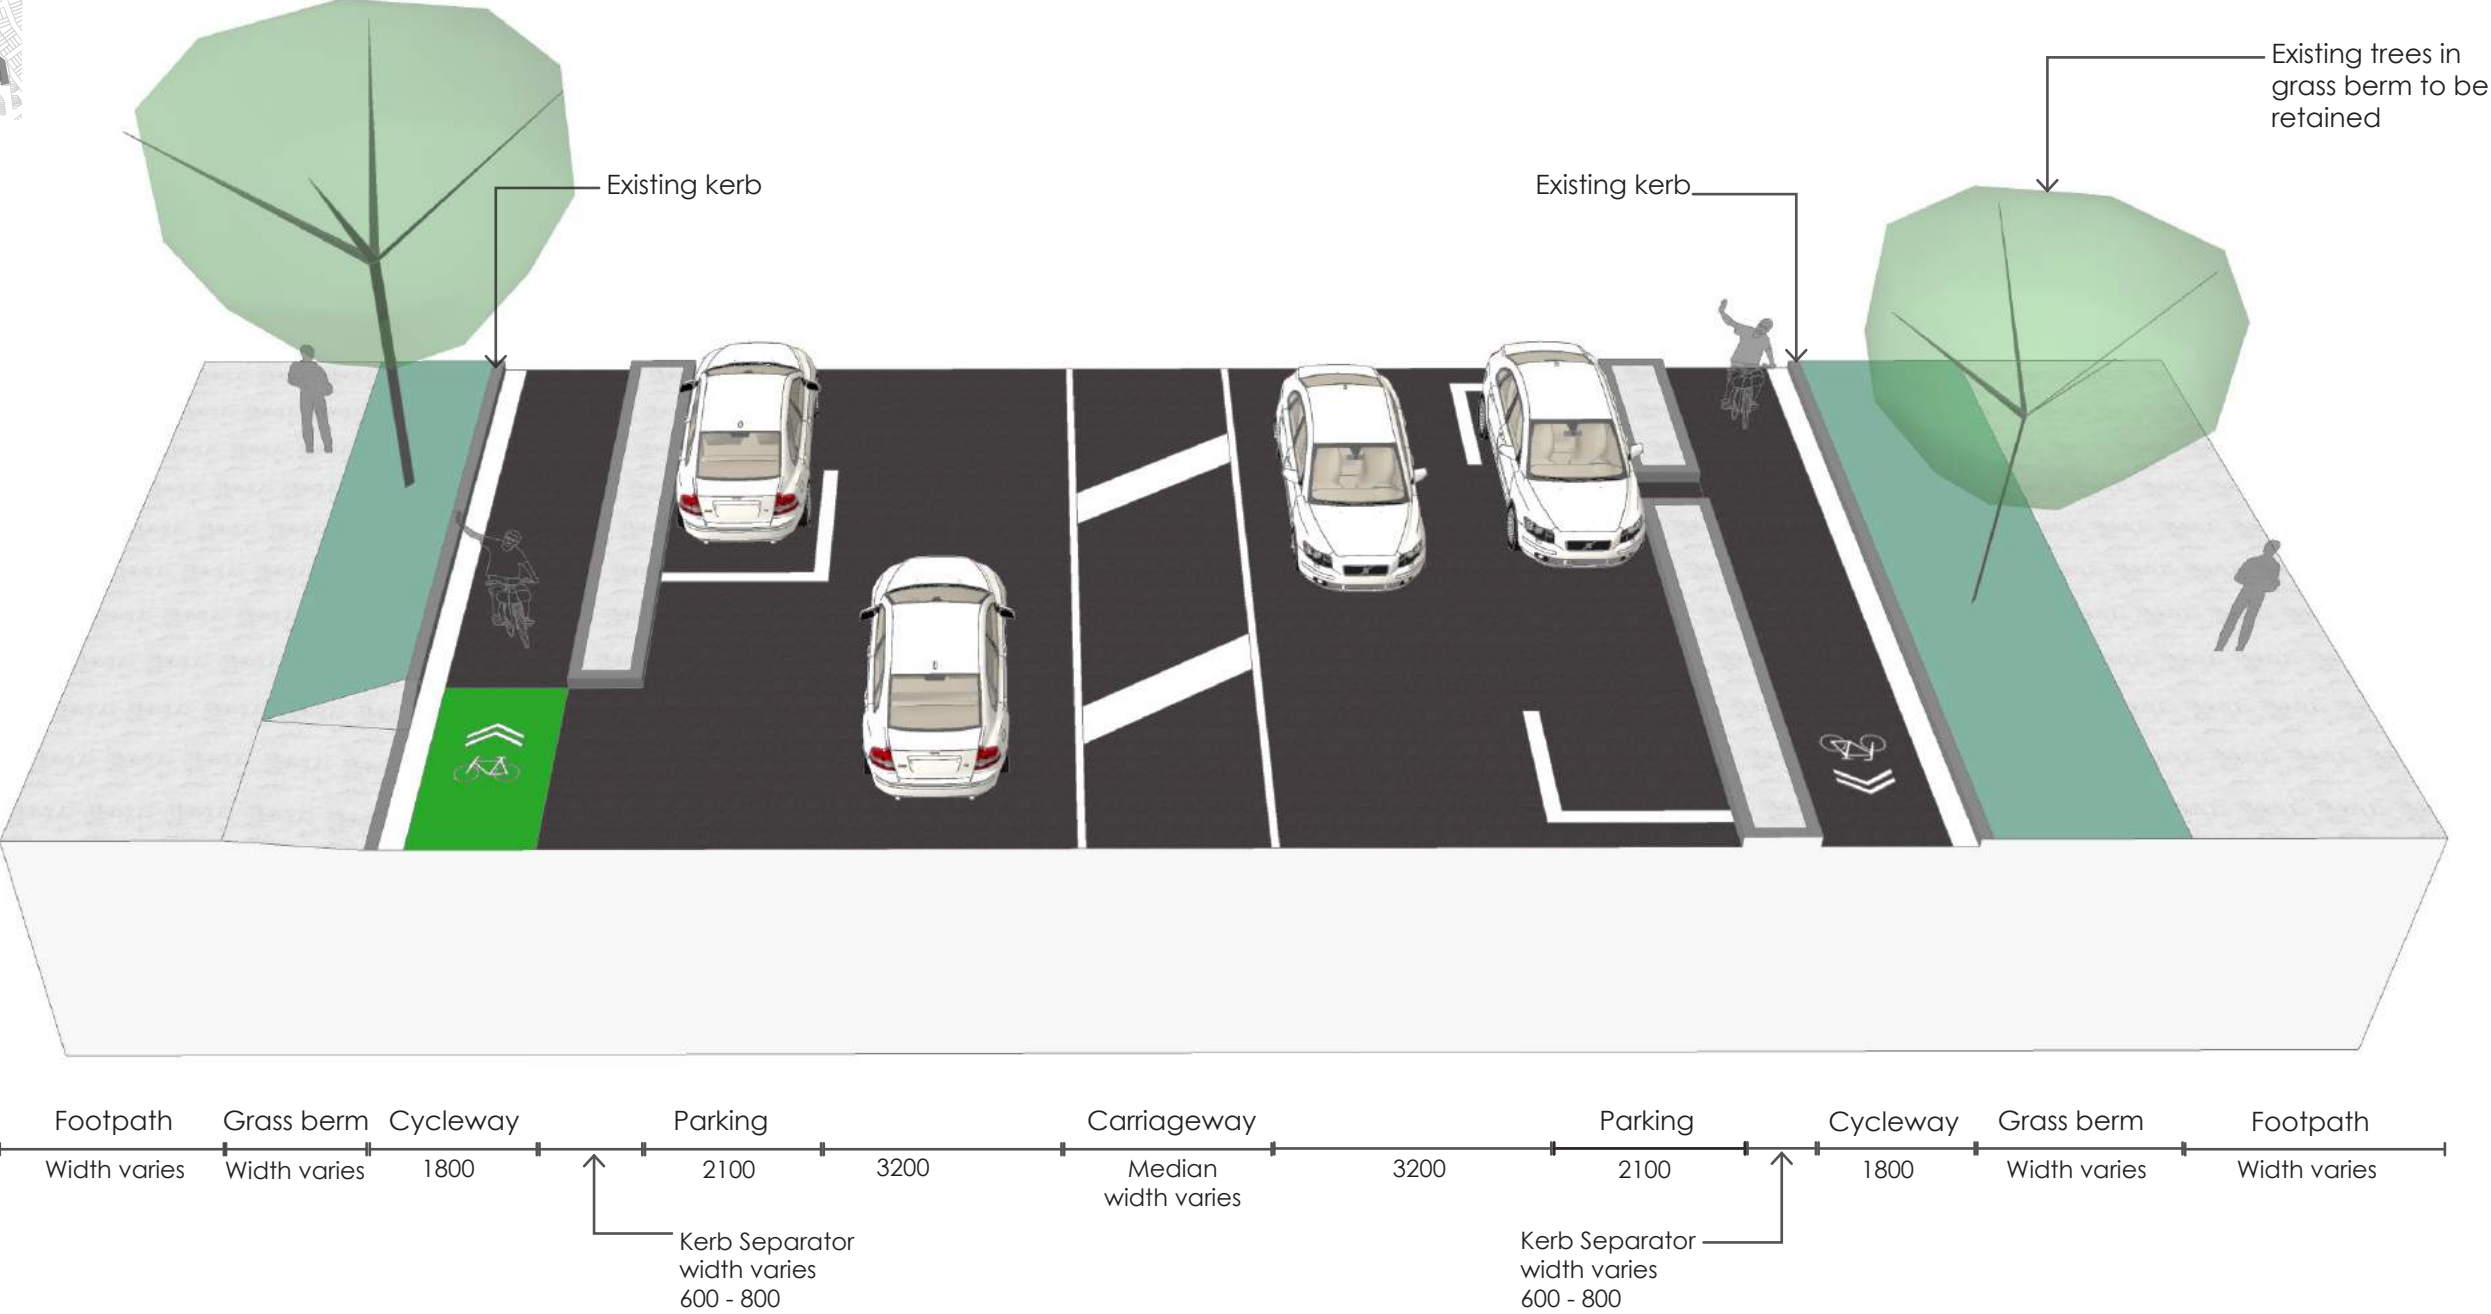 Existing trees in
grass berm to be
retained
Existing kerb
Existing kerb
Footpath
Grass berm
Cycleway
Parking
Carriageway
Parking
Cycleway
Grass berm
Footpath
Width varies
Width varies
1800
2100
3200
Median
width varies
3200
2100
1800
Width varies
Width varies
Kerb Separator
width varies
600 - 800
Kerb Separator
width varies
600 - 800